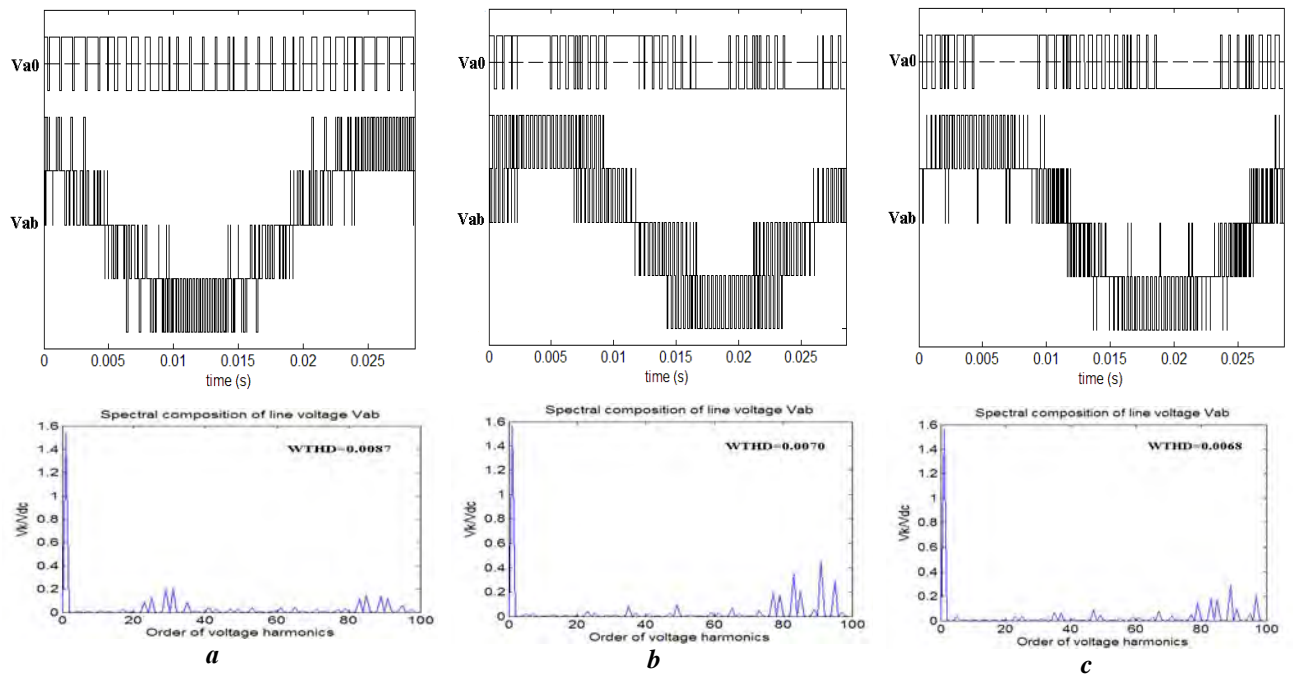 Va0
Vab
0 0.005 0.01 0.015 0.02 0.025
time (s)
Va0
Vab
0 0.005 0.01 0.015 0.02 0.025
time (s)
Va0
Vab
0 0.005 0.01 0.015 0.02 0.025
time (s)
Spectral composition of line voltage Vab
WTHD=0.0087
Vk/Vdc
1.6
1.4
1.2
1
0.8
0.6
0.4
0.2
0
0 20 40 60 80 100
Order of voltage harmonics
a
Spectral composition of line voltage Vab
WTHD=0.0070
Vk/Vdc
1.6
1.4
1.2
1
0.8
0.6
0.4
0.2
0
0 20 40 60 80 100
Order of voltage harmonics
b
Spectral composition of line voltage Vab
WTHD=0.0068
Vk/Vdc
1.6
1.4
1.2
1
0.8
0.6
0.4
0.2
0
0 20 40 60 80 100
Order of voltage harmonics
c